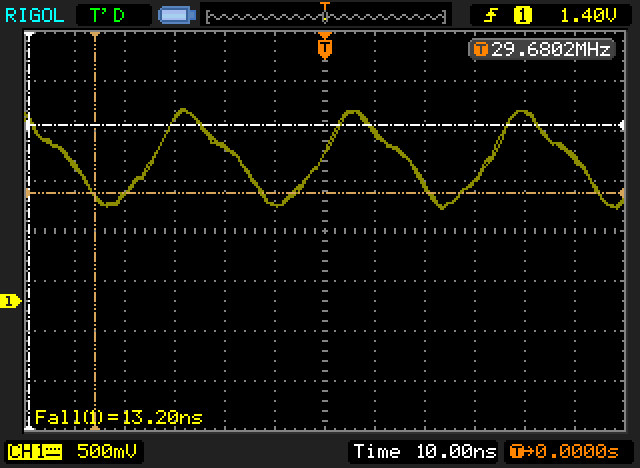 RIGOL T'D T 1 1.40V
T
T 29.6802MHz
1
Fall(1)=13.20ns
CH1 500mV Time 10.00ns T→0.0000s